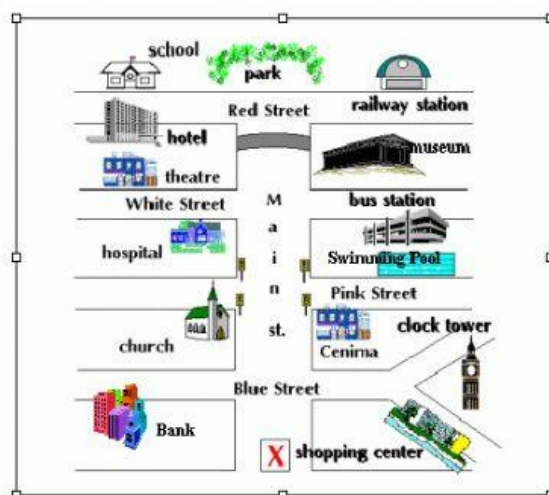 school
park
railway station
Red Street
hotel
museum
theatre
White Street
bus station
M
a
i
n
st.
hospital
Swimming Pool
Pink Street
church
Cenima
clock tower
Blue Street
Bank
X
shopping center